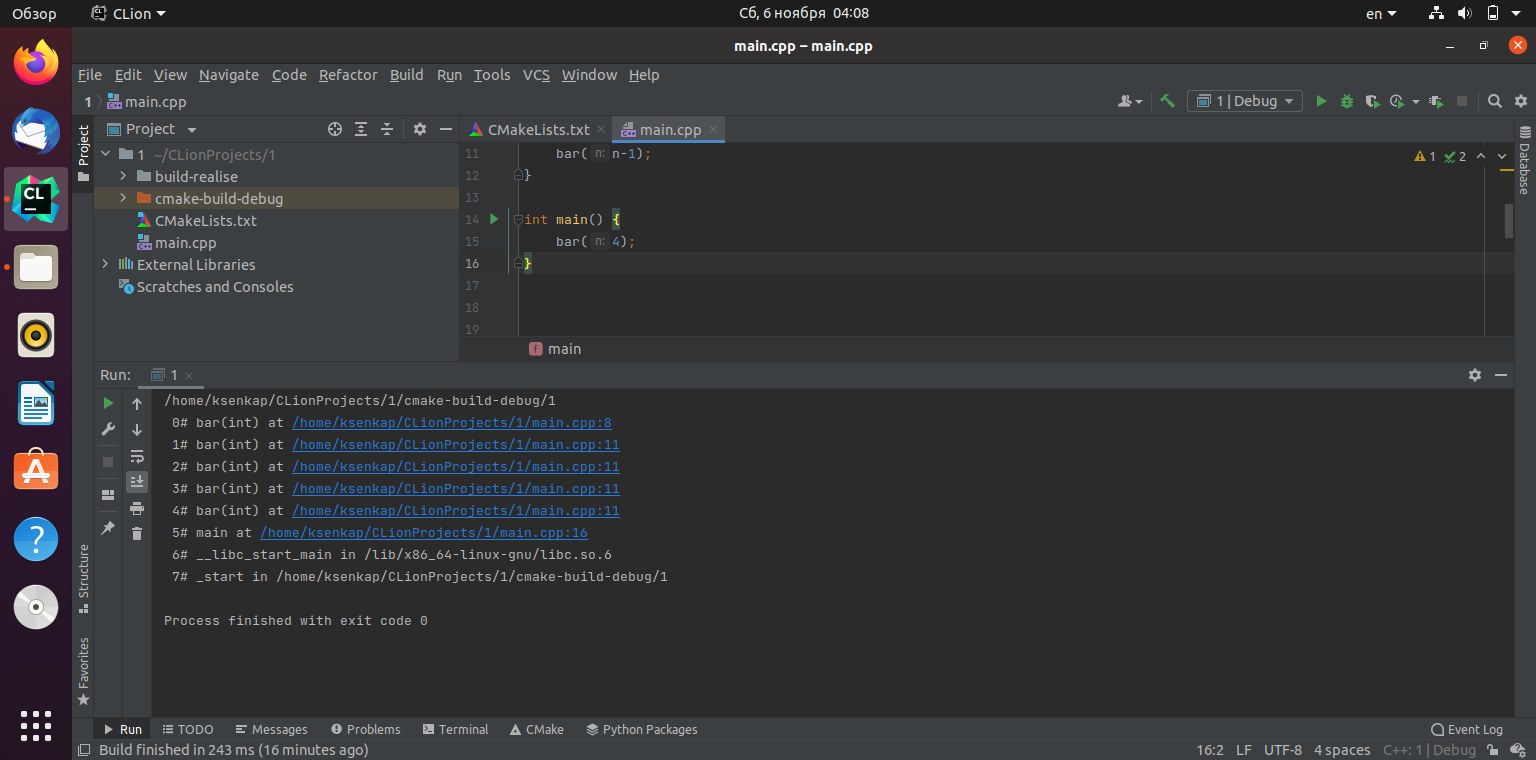 Обзор CLion Сб, 6 ноября 04:08 en
main.cpp – main.cpp
File Edit View Navigate Code Refactor Build Run Tools VCS Window Help
1 main.cpp 1 | Debug
Project Project CMakeLists.txt main.cpp
1 ~/CLionProjects/1
build-realise
cmake-build-debug
CMakeLists.txt
main.cpp
External Libraries
Scratches and Consoles
11 bar( n: n-1);
12 }
13
14 int main() {
15 bar( n: 4);
16 }
17
18
19
1 2
Database
main
Run: 1
/home/ksenkap/CLionProjects/1/cmake-build-debug/1
0# bar(int) at /home/ksenkap/CLionProjects/1/main.cpp:8
1# bar(int) at /home/ksenkap/CLionProjects/1/main.cpp:11
2# bar(int) at /home/ksenkap/CLionProjects/1/main.cpp:11
3# bar(int) at /home/ksenkap/CLionProjects/1/main.cpp:11
4# bar(int) at /home/ksenkap/CLionProjects/1/main.cpp:11
5# main at /home/ksenkap/CLionProjects/1/main.cpp:16
6# __libc_start_main in /lib/x86_64-linux-gnu/libc.so.6
7# _start in /home/ksenkap/CLionProjects/1/cmake-build-debug/1
Process finished with exit code 0
Structure
Favorites
Run TODO Messages Problems Terminal CMake Python Packages Event Log
Build finished in 243 ms (16 minutes ago) 16:2 LF UTF-8 4 spaces C++: 1 | Debug